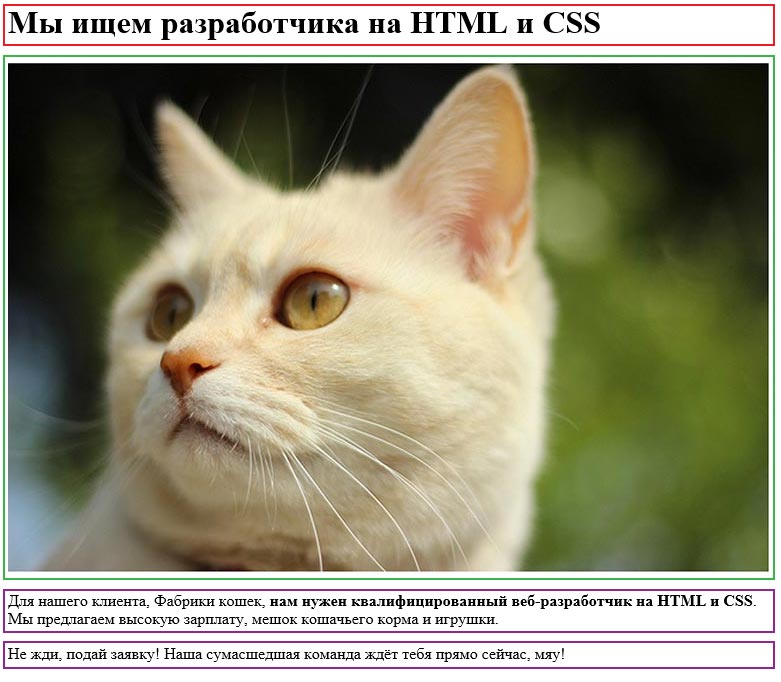 Мы ищем разработчика на HTML и CSS
Для нашего клиента, Фабрики кошек, нам нужен квалифицированный веб-разработчик на HTML и CSS.
Мы предлагаем высокую зарплату, мешок кошачьего корма и игрушки.
Не жди, подай заявку! Наша сумасшедшая команда ждёт тебя прямо сейчас, мяу!